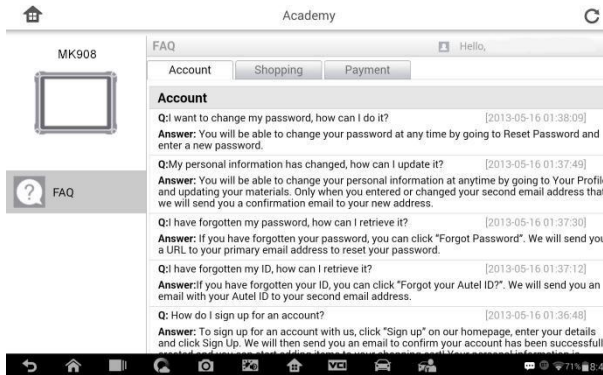 Academy
MK908
FAQ
FAQ
Hello,
Account
Shopping
Payment
Account
Q:I want to change my password, how can I do it? [2013-05-16 01:38:09]
Answer: You will be able to change your password at any time by going to Reset Password and
enter a new password.
Q:My personal information has changed, how can I update it? [2013-05-16 01:37:49]
Answer: You will be able to change your personal information at anytime by going to Your Profil
and updating your materials. Only when you entered or changed your second email address that
we will send you a confirmation email to your new address.
Q:I have forgotten my password, how can I retrieve it? [2013-05-16 01:37:30]
Answer: If you have forgotten your password, you can click "Forgot Password". We will send you
a URL to your primary email address to reset your password.
Q:I have forgotten my ID, how can I retrieve it? [2013-05-16 01:37:12]
Answer:If you have forgotten your ID, you can click "Forgot your Autel ID?". We will send you an
email with your Autel ID to your second email address.
Q: How do I sign up for an account? [2013-05-16 01:36:48]
Answer: To sign up for an account with us, click "Sign up" on our homepage, enter your details
and click Sign Up. We will then send you an email to confirm your account has been successfull
VCI
71% 8:4